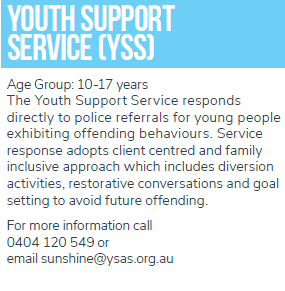 YOUTH SUPPORT
SERVICE (YSS)
Age Group: 10-17 years
The Youth Support Service responds
directly to police referrals for young people
exhibiting offending behaviours. Service
response adopts client centred and family
inclusive approach which includes diversion
activities, restorative conversations and goal
setting to avoid future offending.
For more information call
0404 120 549 or
email sunshine@ysas.org.au